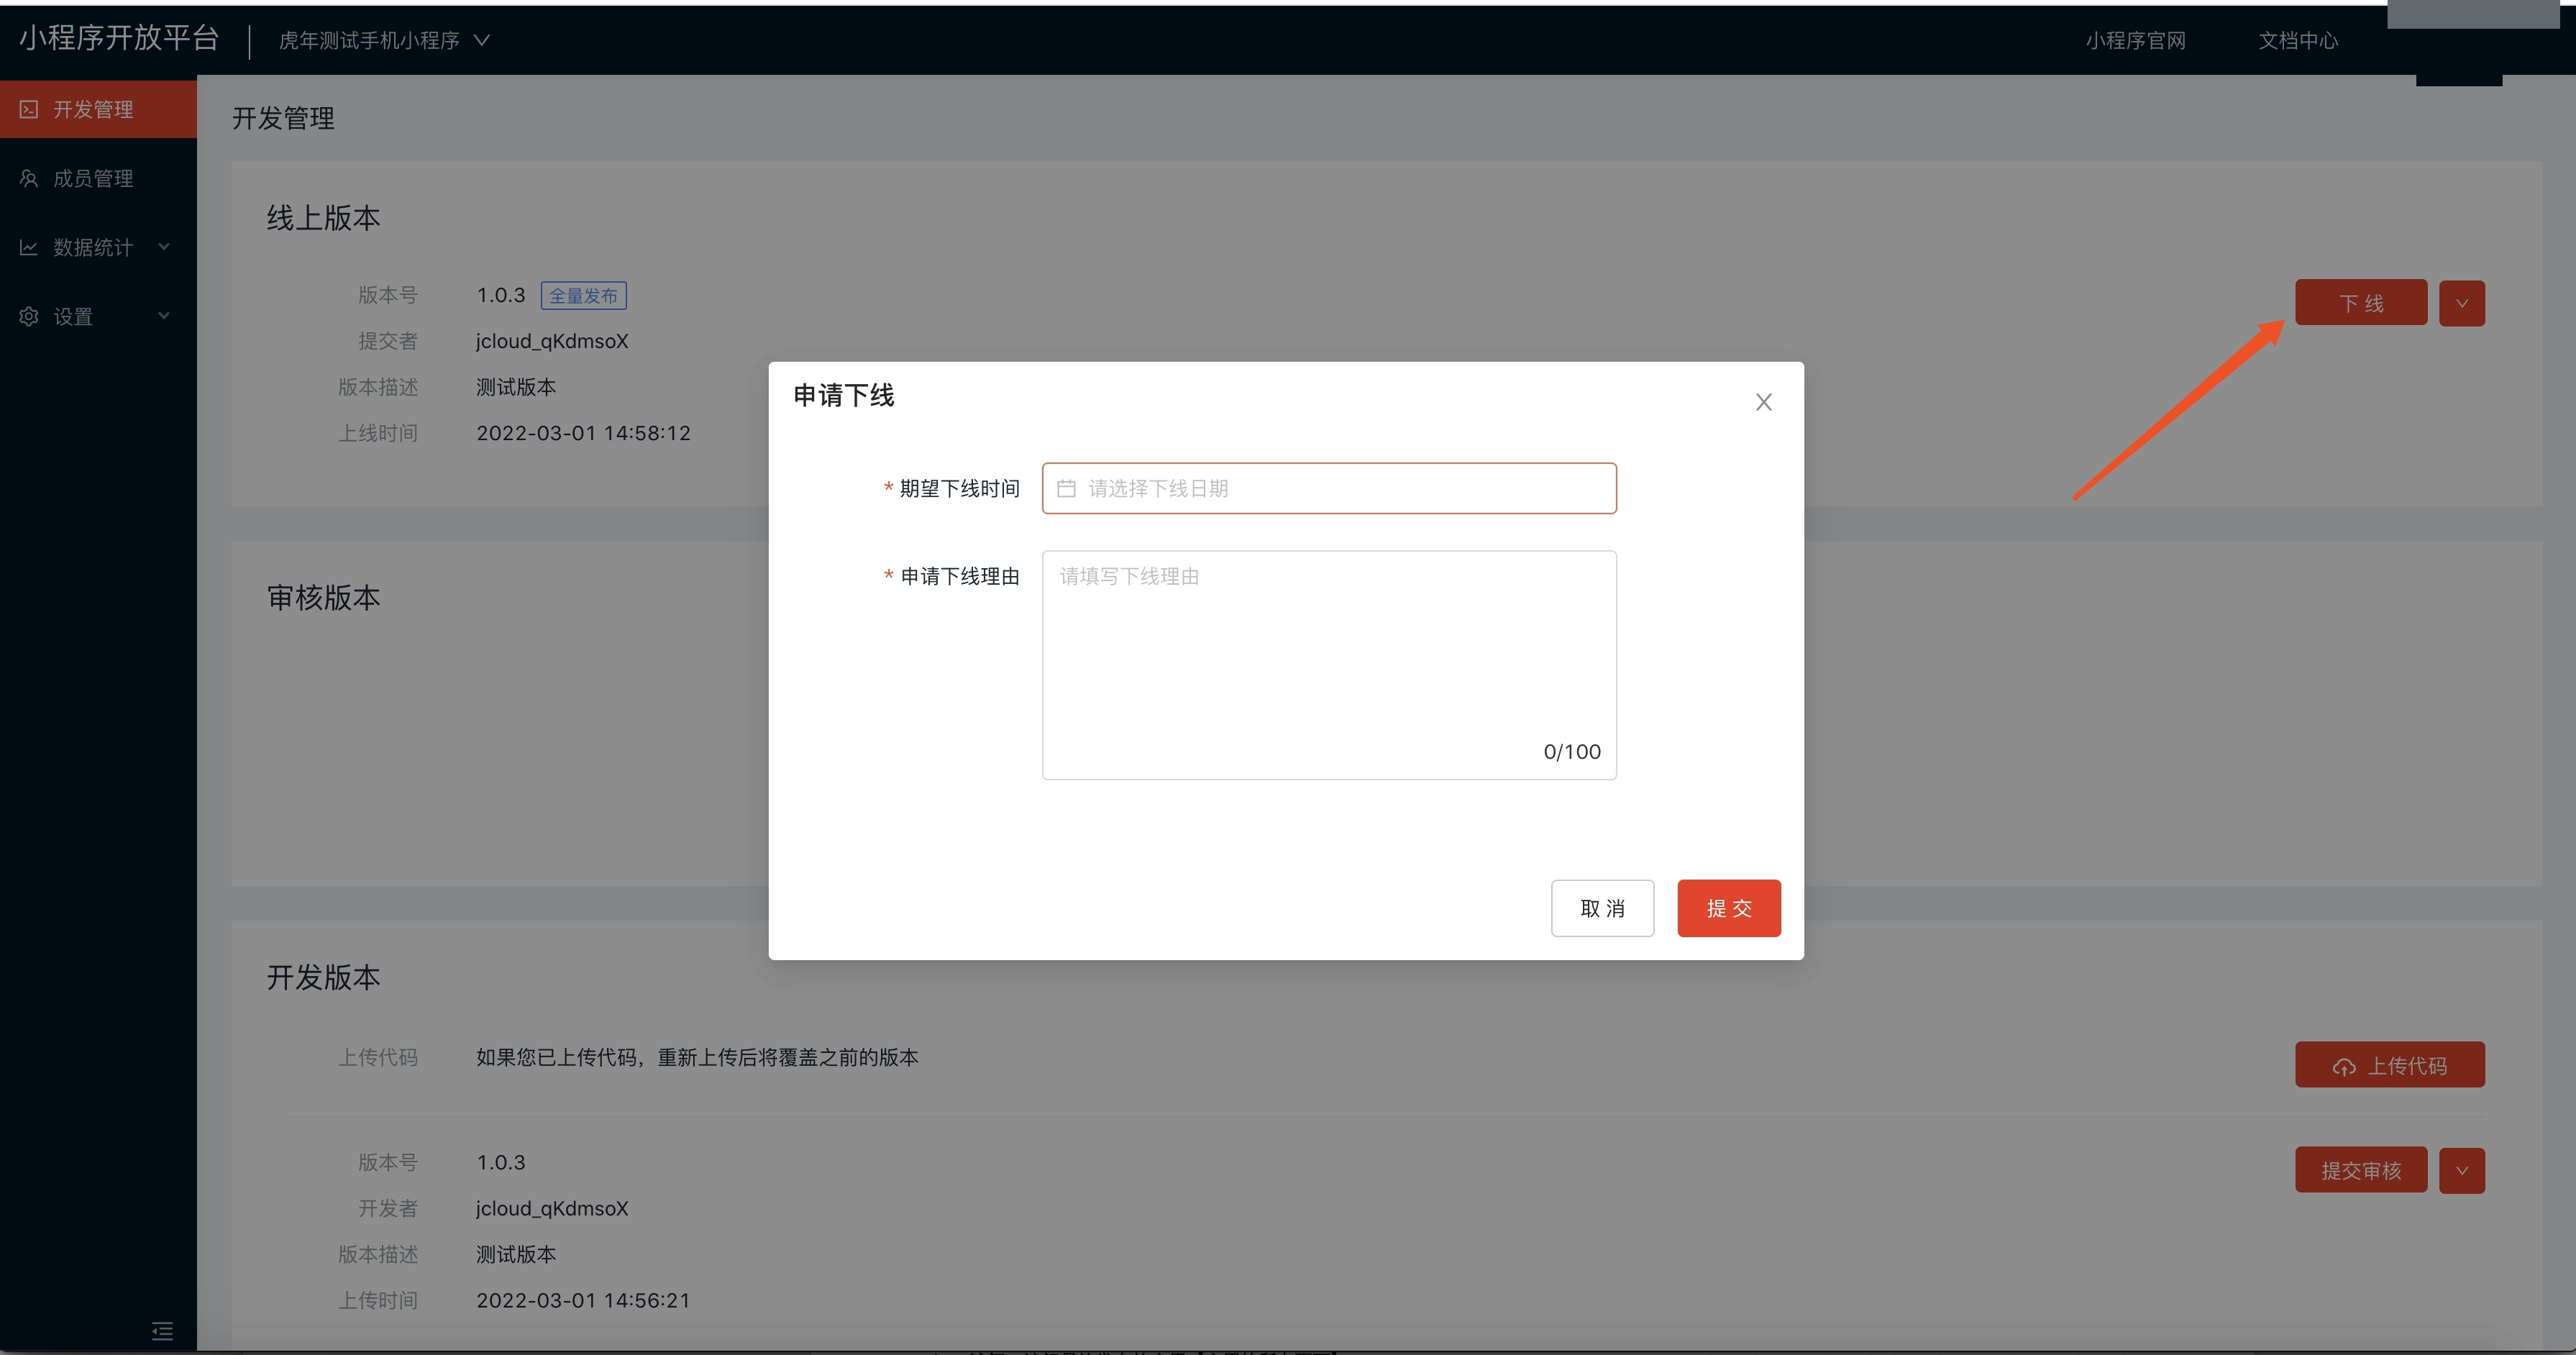 小程序开放平台
虎年测试手机小程序
小程序官网
文档中心
开发管理
成员管理
数据统计
设置
开发管理
线上版本
版本号 1.0.3 全量发布
下线
提交者 jcloud_qKdmsoX
版本描述 测试版本
上线时间 2022-03-01 14:58:12
申请下线
* 期望下线时间 请选择下线日期
* 申请下线理由 请填写下线理由
0/100
取消 提交
审核版本
开发版本
上传代码 如果您已上传代码，重新上传后将覆盖之前的版本
上传代码
版本号 1.0.3
提交审核
开发者 jcloud_qKdmsoX
版本描述 测试版本
上传时间 2022-03-01 14:56:21